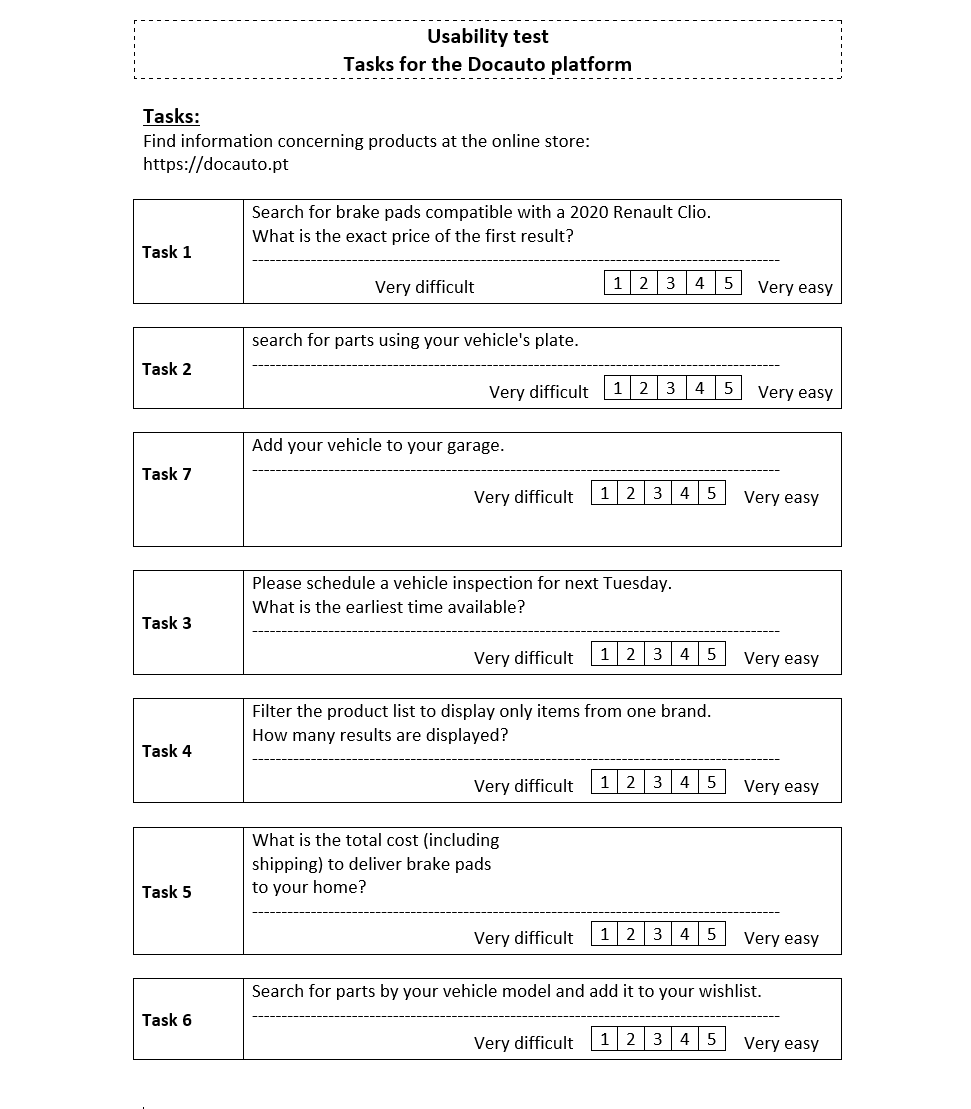 Usability test
Tasks for the Docauto platform
Tasks:
Find information concerning products at the online store:
https://docauto.pt
Task 1
Search for brake pads compatible with a 2020 Renault Clio.
What is the exact price of the first result?
Very difficult 1 2 3 4 5 Very easy
Task 2
search for parts using your vehicle's plate.
Very difficult 1 2 3 4 5 Very easy
Task 7
Add your vehicle to your garage.
Very difficult 1 2 3 4 5 Very easy
Task 3
Please schedule a vehicle inspection for next Tuesday.
What is the earliest time available?
Very difficult 1 2 3 4 5 Very easy
Task 4
Filter the product list to display only items from one brand.
How many results are displayed?
Very difficult 1 2 3 4 5 Very easy
Task 5
What is the total cost (including
shipping) to deliver brake pads
to your home?
Very difficult 1 2 3 4 5 Very easy
Task 6
Search for parts by your vehicle model and add it to your wishlist.
Very difficult 1 2 3 4 5 Very easy